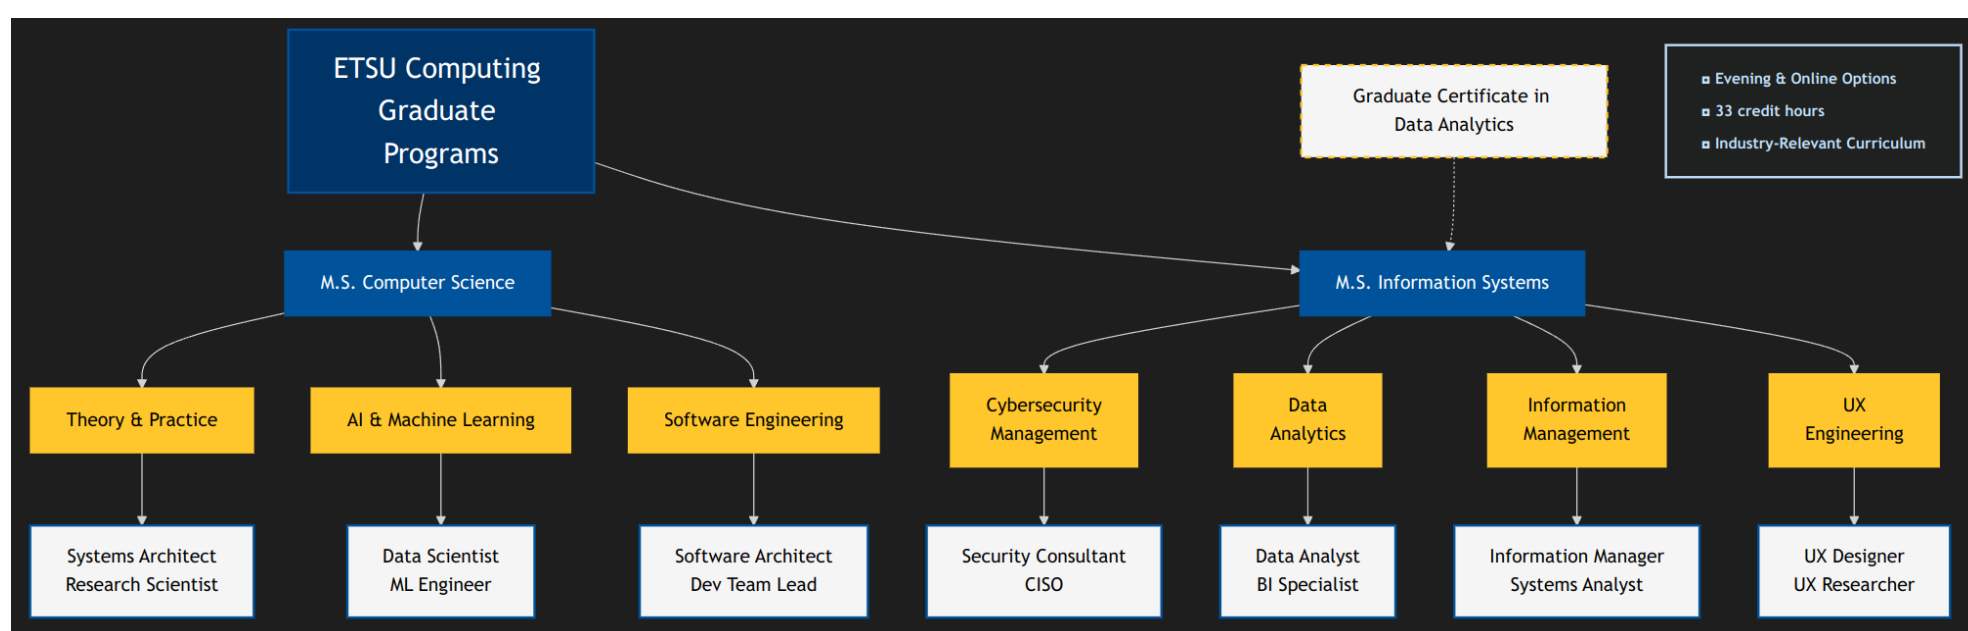 ETSU Computing
Graduate
Programs
Graduate Certificate in
Data Analytics
Evening & Online Options
33 credit hours
Industry-Relevant Curriculum
M.S. Computer Science
M.S. Information Systems
Theory & Practice
AI & Machine Learning
Software Engineering
Cybersecurity
Management
Data
Analytics
Information
Management
UX
Engineering
Systems Architect
Research Scientist
Data Scientist
ML Engineer
Software Architect
Dev Team Lead
Security Consultant
CISO
Data Analyst
BI Specialist
Information Manager
Systems Analyst
UX Designer
UX Researcher